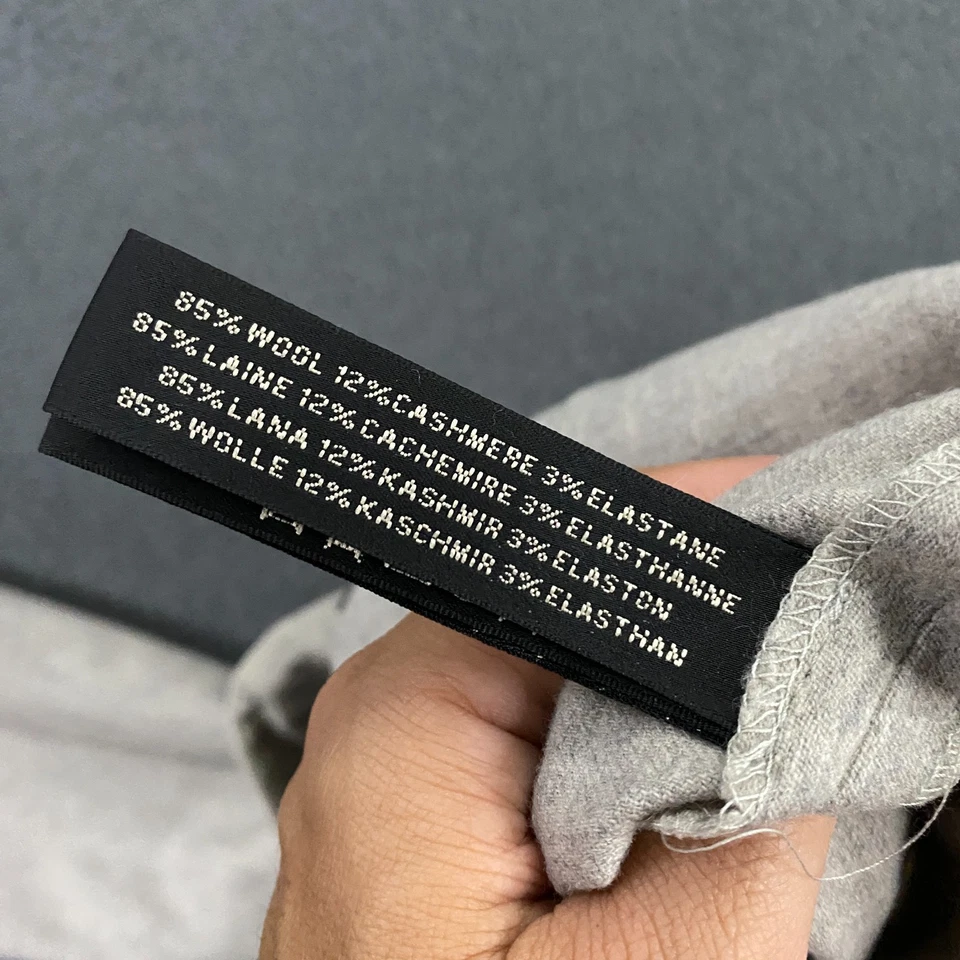 85% WOOL 12% CASHMERE 3% ELASTANE
85% LAINE 12% CACHEMIRE 3% ELASTHANNE
85% LANA 12% KASHMIR 3% ELASTON
85% WOLLE 12% KASCHMIR 3% ELASTHAN